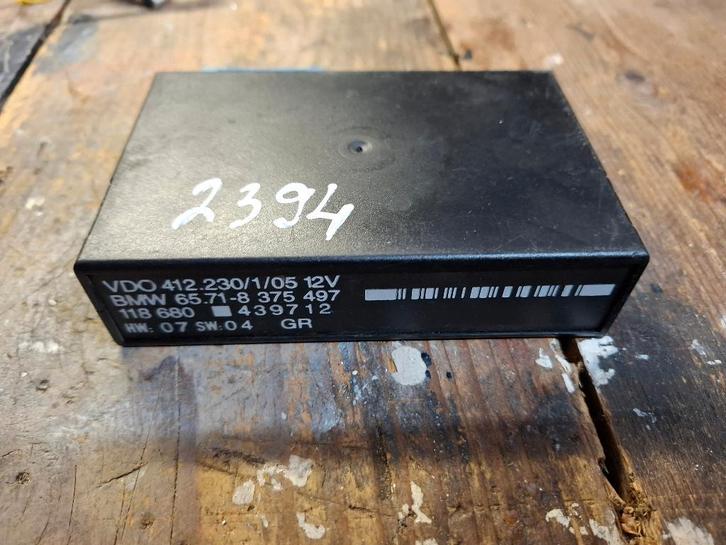 2394
VDO 412.230/1/05 12V
BMW 65.71-8 375 497
118 680 439712
HW: 07 SW: 04 GR